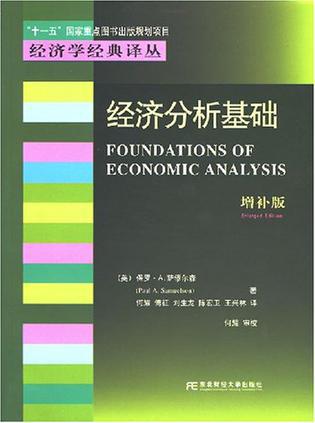 “十一五”国家重点图书出版规划项目
经济学经典译丛
经济分析基础
FOUNDATIONS OF
ECONOMIC ANALYSIS
增补版
Enlarged Edition
(美) 保罗·A.萨缪尔森
(Paul A. Samuelson) 著
何耀 傅征 刘生龙 陈宏卫 王兴林 译
何耀 审校
东北财经大学出版社